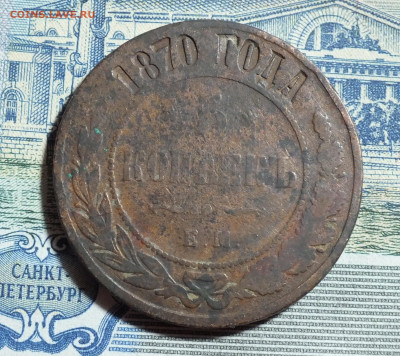 COINS.LAVE.RU
1870 ГОДА
КОПѢЕКЪ
САНКТ-
ПЕТЕРБУРГ